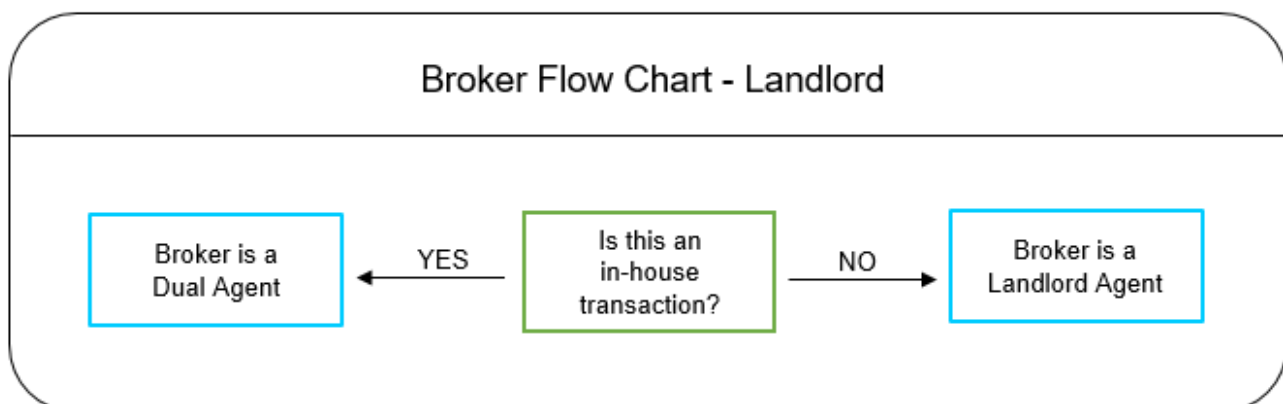 Broker Flow Chart - Landlord
Broker is a
Dual Agent
YES
Is this an
in-house
transaction?
NO
Broker is a
Landlord Agent